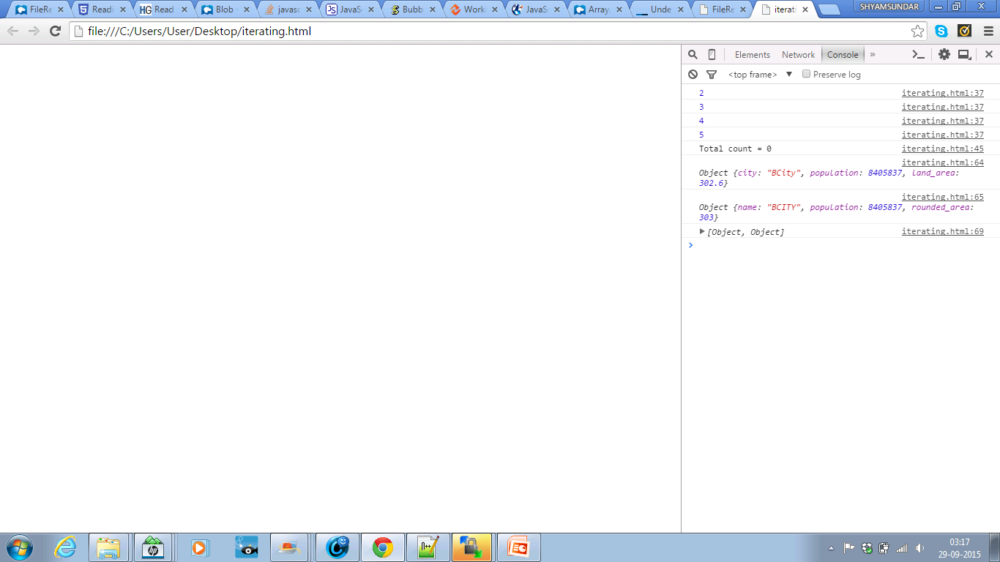 FileRe
Readi
Read
Blob
javasc
JavaSc
Bubb
Worki
JavaSc
Array.
Unde
FileRe
iterati
SHYAMSUNDAR
file:///C:/Users/User/Desktop/iterating.html
Elements Network Console »
<top frame> ▼ Preserve log
2 iterating.html:37
3 iterating.html:37
4 iterating.html:37
5 iterating.html:37
Total count = 0 iterating.html:45
iterating.html:64
Object {city: "BCity", population: 8405837, land_area:
302.6}
iterating.html:65
Object {name: "BCITY", population: 8405837, rounded_area:
303}
[Object, Object] iterating.html:69
03:17
29-09-2015